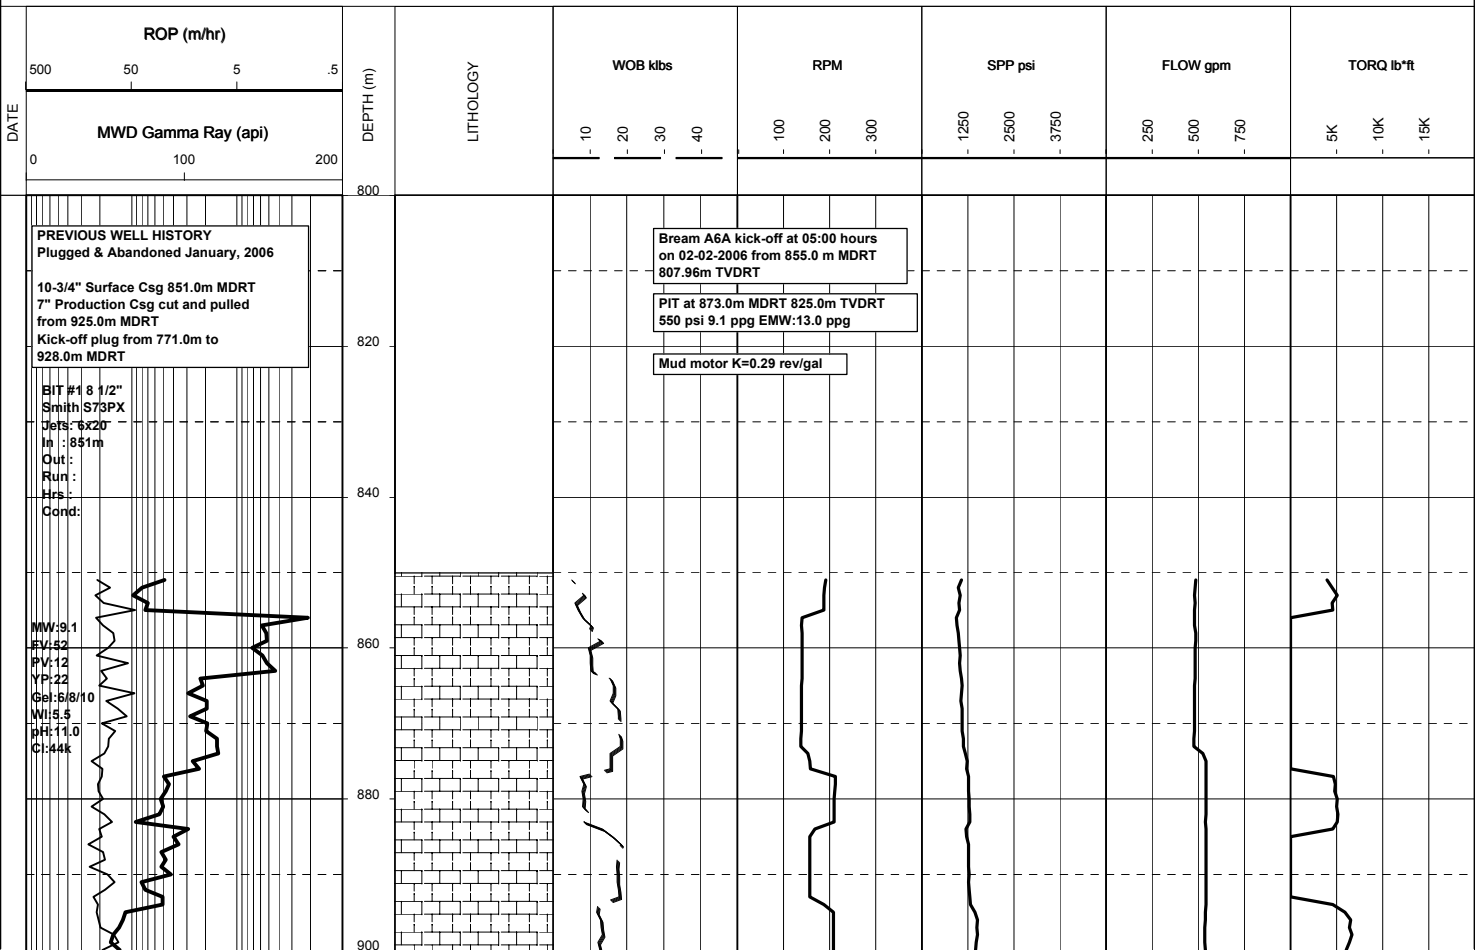 DATE
ROP (m/hr)
500 50 5 .5
MWD Gamma Ray (api)
0 100 200
DEPTH (m)
LITHOLOGY
WOB klbs
10 20 30 40
RPM
100 200 300
SPP psi
1250 2500 3750
FLOW gpm
250 500 750
TORQ lb*ft
5K 10K 15K
800
PREVIOUS WELL HISTORY
Plugged & Abandoned January, 2006
10-3/4" Surface Csg 851.0m MDRT
7" Production Csg cut and pulled
from 925.0m MDRT
Kick-off plug from 771.0m to
928.0m MDRT
Bream A6A kick-off at 05:00 hours
on 02-02-2006 from 855.0 m MDRT
807.96m TVDRT
PIT at 873.0m MDRT 825.0m TVDRT
550 psi 9.1 ppg EMW:13.0 ppg
Mud motor K=0.29 rev/gal
820
BIT #1 8 1/2"
Smith S73PX
Jets: 6x20
In : 851m
Out :
Run :
Hrs :
Cond:
840
MW:9.1
FV:52
PV:12
YP:22
Gel:6/8/10
Wl:5.5
pH:11.0
Cl:44k
860
880
900